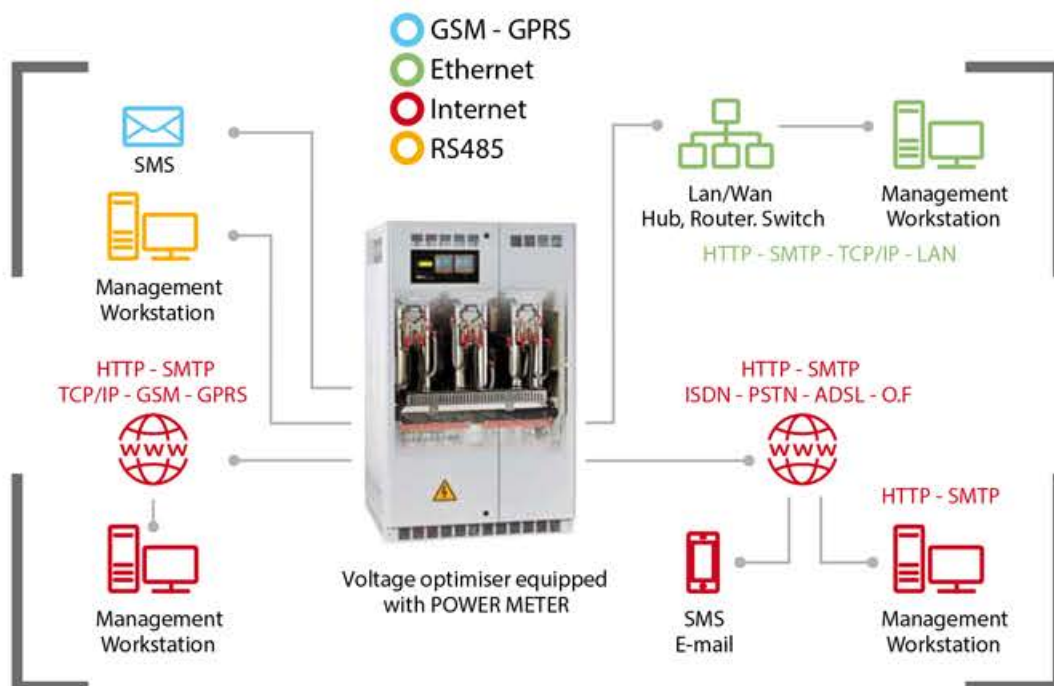 GSM - GPRS
Ethernet
Internet
RS485
SMS
Management
Workstation
HTTP - SMTP
TCP/IP - GSM - GPRS
WWW
Management
Workstation
Voltage optimiser equipped
with POWER METER
Lan/Wan
Hub, Router. Switch
Management
Workstation
HTTP - SMTP - TCP/IP - LAN
HTTP - SMTP
ISDN - PSTN - ADSL - O.F
WWW
HTTP - SMTP
SMS
E-mail
Management
Workstation